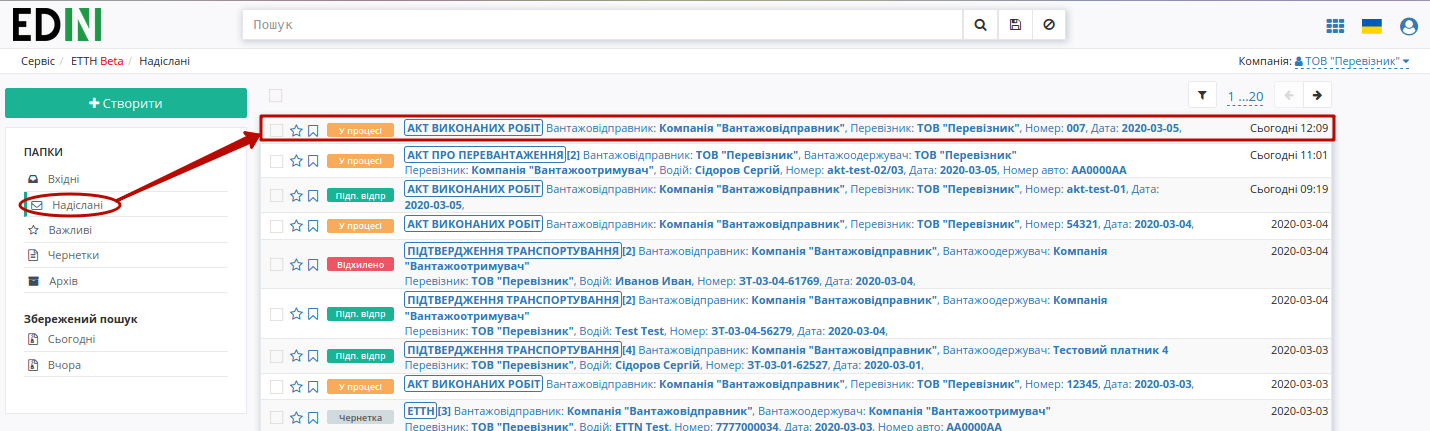 EDIN
Пошук
Сервіс / ЕТТН Beta / Надіслані
Компанія: ТОВ "Перевізник"
Створити
1 ...20
ПАПКИ
Вхідні
Надіслані
Важливі
Чернетки
Архів
Збережений пошук
Сьогодні
Вчора
У процесі АКТ ВИКОНАНИХ РОБІТ Вантажовідправник: Компанія "Вантажовідправник", Перевізник: ТОВ "Перевізник", Номер: 007, Дата: 2020-03-05, Сьогодні 12:09
У процесі АКТ ПРО ПЕРЕВАНТАЖЕННЯ[2] Вантажовідправник: ТОВ "Перевізник", Вантажоодержувач: ТОВ "Перевізник" Сьогодні 11:01
Перевізник: Компанія "Вантажоотримувач", Водій: Сідоров Сергій, Номер: akt-test-02/03, Дата: 2020-03-05, Номер авто: АА0000АА
Підп. відпр АКТ ВИКОНАНИХ РОБІТ Вантажовідправник: Компанія "Вантажовідправник", Перевізник: ТОВ "Перевізник", Номер: akt-test-01, Дата: Сьогодні 09:19
2020-03-05,
У процесі АКТ ВИКОНАНИХ РОБІТ Вантажовідправник: Компанія "Вантажовідправник", Перевізник: ТОВ "Перевізник", Номер: 54321, Дата: 2020-03-04, 2020-03-04
Відхилено ПІДТВЕРДЖЕННЯ ТРАНСПОРТУВАННЯ[2] Вантажовідправник: Компанія "Вантажовідправник", Вантажоодержувач: Компанія 2020-03-04
"Вантажоотримувач"
Перевізник: ТОВ "Перевізник", Водій: Иванов Иван, Номер: ЗТ-03-04-61769, Дата: 2020-03-04,
Підп. відпр ПІДТВЕРДЖЕННЯ ТРАНСПОРТУВАННЯ[2] Вантажовідправник: Компанія "Вантажовідправник", Вантажоодержувач: Компанія 2020-03-04
"Вантажоотримувач"
Перевізник: ТОВ "Перевізник", Водій: Test Test, Номер: ЗТ-03-04-56279, Дата: 2020-03-04,
Підп. відпр ПІДТВЕРДЖЕННЯ ТРАНСПОРТУВАННЯ[4] Вантажовідправник: Компанія "Вантажовідправник", Вантажоодержувач: Тестовий платник 4 2020-03-03
Перевізник: ТОВ "Перевізник", Водій: Сідоров Сергій, Номер: ЗТ-03-01-62527, Дата: 2020-03-01,
У процесі АКТ ВИКОНАНИХ РОБІТ Вантажовідправник: Компанія "Вантажовідправник", Перевізник: ТОВ "Перевізник", Номер: 12345, Дата: 2020-03-03, 2020-03-03
Чернетка ЕТТН[3] Вантажовідправник: Компанія "Вантажовідправник", Вантажоодержувач: Компанія "Вантажоотримувач" 2020-03-03
Перевізник: ТОВ "Перевізник", Водій: ETTN Test, Номер: 7777000034, Дата: 2020-03-03, Номер авто: АА0000АА